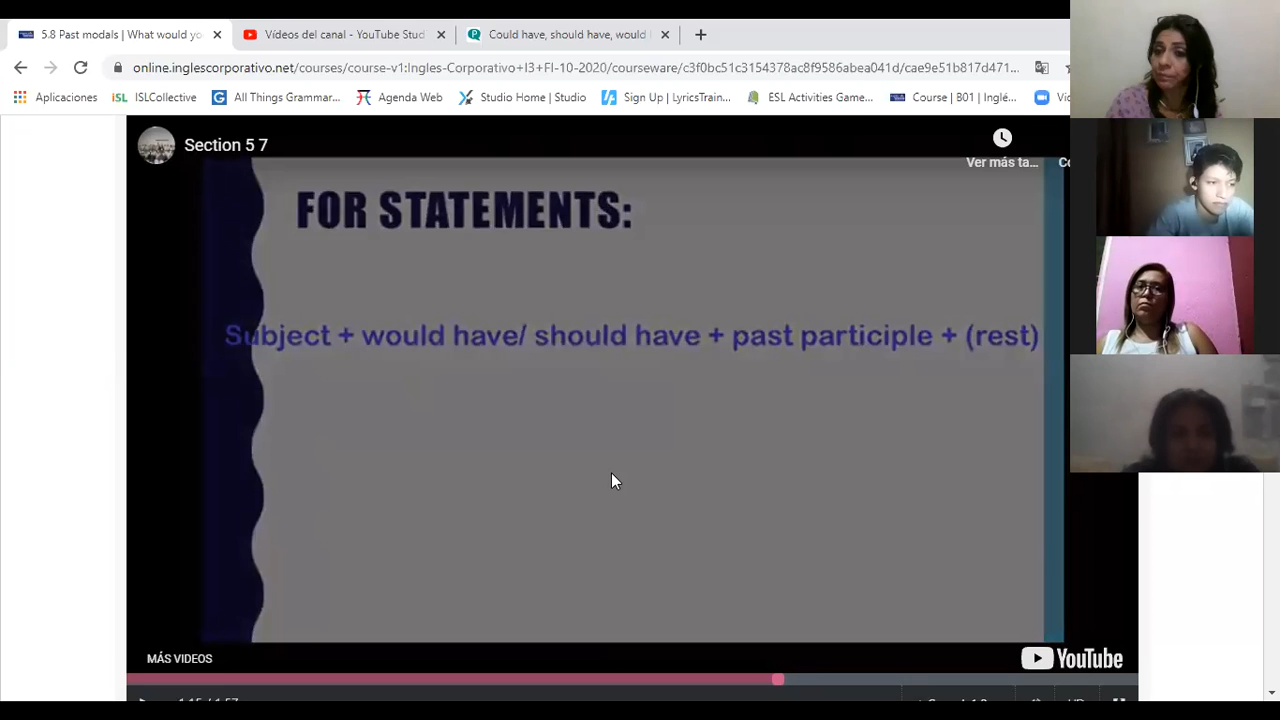 5.8 Past modals | What would yo
Vídeos del canal - YouTube Stud
Could have, should have, would
online.inglescorporativo.net/courses/course-v1:Ingles-Corporativo+I3+FI-10-2020/courseware/c3f0bc51c3154378ac8f9586abea041d/cae9e51b817d471...
Aplicaciones
iSLCollective
All Things Grammar...
Agenda Web
Studio Home | Studio
Sign Up | LyricsTrain...
ESL Activities Game...
Course | B01 | Inglé...
Section 5 7
Ver más ta...
FOR STATEMENTS:
Subject + would have/ should have + past participle + (rest)
MÁS VIDEOS
YouTube